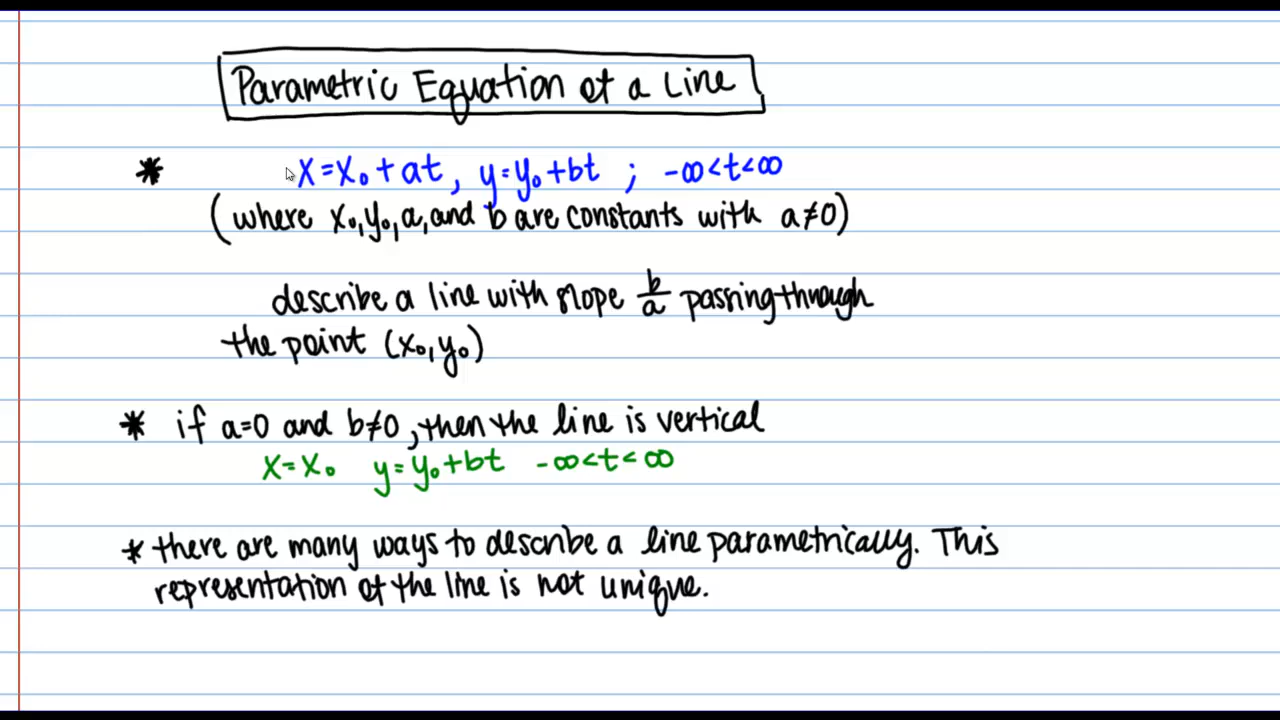 Parametric Equation of a Line
* x=x₀+at, y=y₀+bt ; -∞<t<∞
(where x₀,y₀,a,and b are constants with a≠0)
describe a line with slope b/a passing through
the point (x₀,y₀)
* if a=0 and b≠0, then the line is vertical
x=x₀ y=y₀+bt -∞<t<∞
* there are many ways to describe a line parametrically. This
representation of the line is not unique.